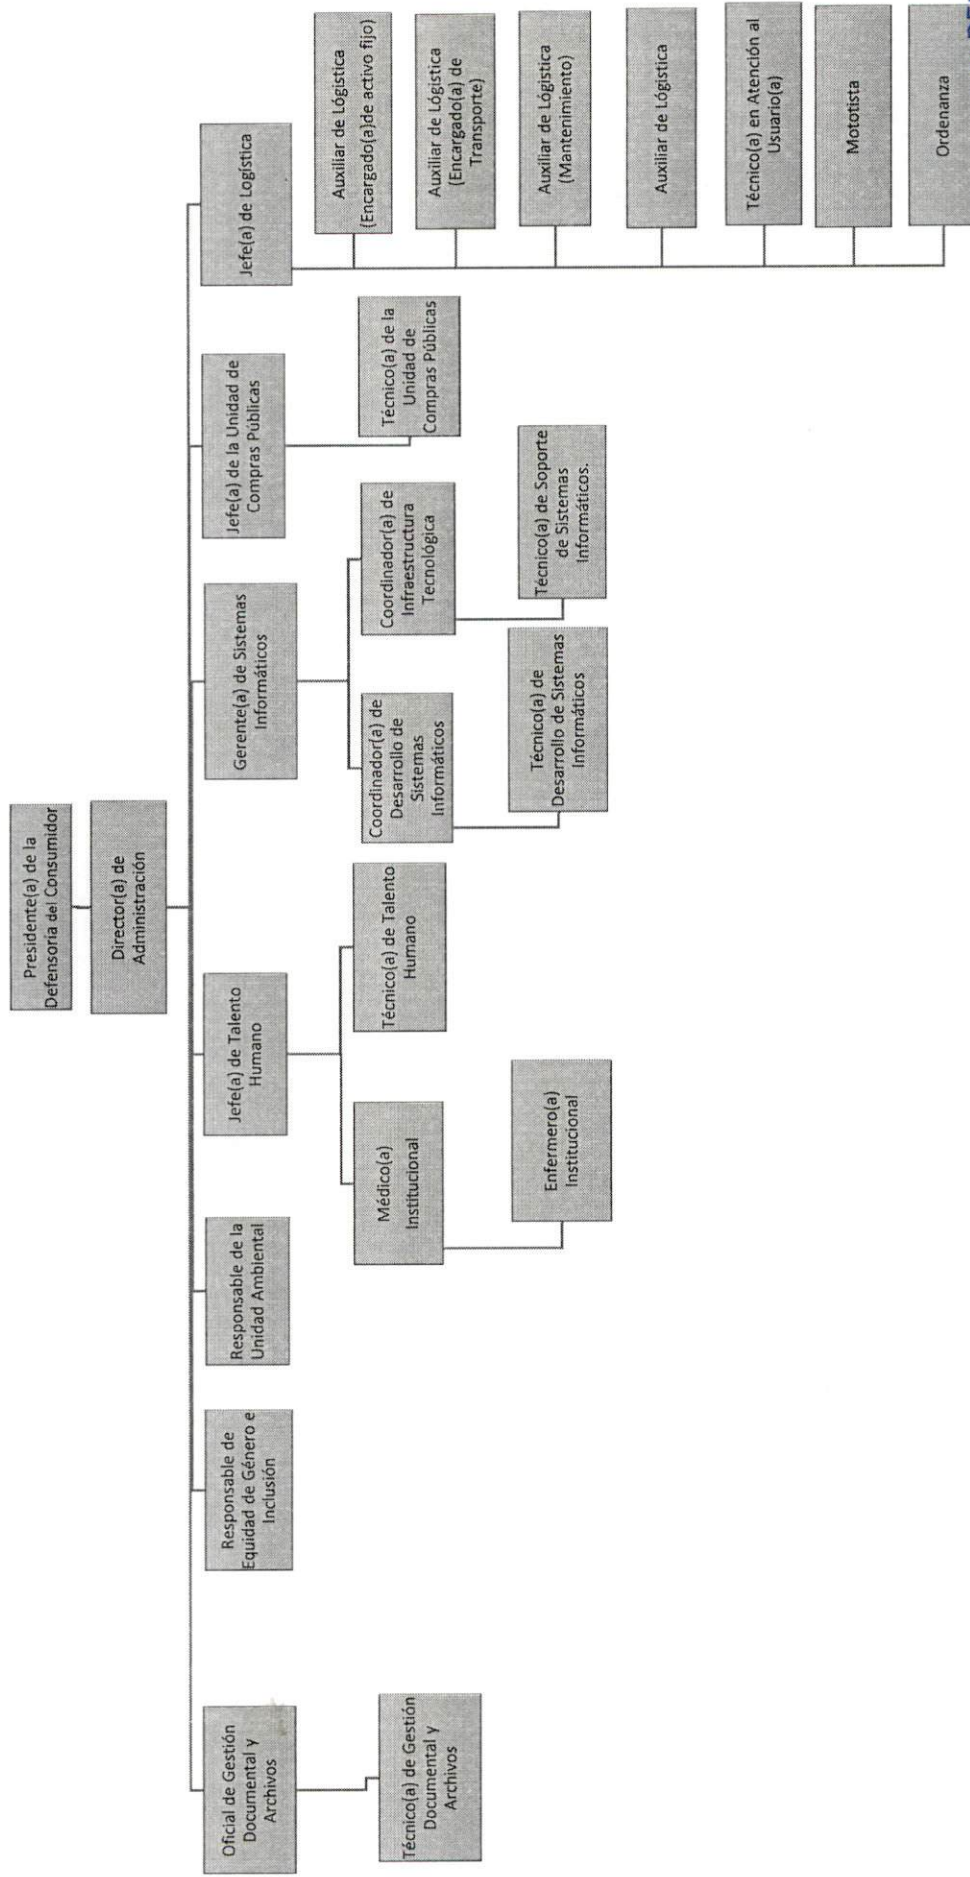 Presidente(a) de la
Defensoría del Consumidor
Director(a) de
Administración
Oficial de Gestión
Documental y
Archivos
Técnico(a) de Gestión
Documental y
Archivos
Responsable de
Equidad de Género e
Inclusión
Responsable de la
Unidad Ambiental
Jefe(a) de Talento
Humano
Médico(a)
Institucional
Enfermero(a)
Institucional
Técnico(a) de Talento
Humano
Gerente(a) de Sistemas
Informáticos
Coordinador(a) de
Desarrollo de
Sistemas
Informáticos
Técnico(a) de
Desarrollo de Sistemas
Informáticos
Coordinador(a) de
Infraestructura
Tecnológica
Técnico(a) de Soporte
de Sistemas
Informáticos.
Jefe(a) de la Unidad de
Compras Públicas
Técnico(a) de la
Unidad de
Compras Públicas
Jefe(a) de Logística
Auxiliar de Lógistica
(Encargado(a)de activo fijo)
Auxiliar de Lógistica
(Encargado(a) de
Transporte)
Auxiliar de Lógistica
(Mantenimiento)
Auxiliar de Lógistica
Técnico(a) en Atención al
Usuario(a)
Mototista
Ordenanza